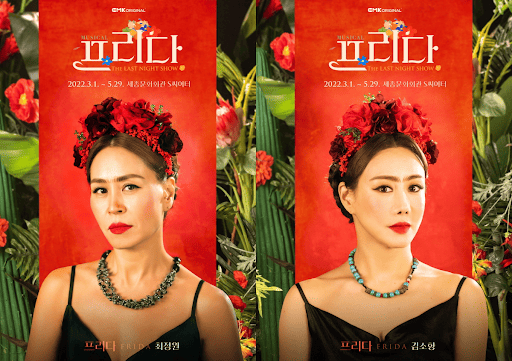 EMK ORIGINAL
MUSICAL
프리다
THE LAST NIGHT SHOW
2022.3.1. ~ 5.29. 세종문화회관 S씨어터
프리다 FRIDA 최정원
EMK ORIGINAL
MUSICAL
프리다
THE LAST NIGHT SHOW
2022.3.1. ~ 5.29. 세종문화회관 S씨어터
프리다 FRIDA 김소향